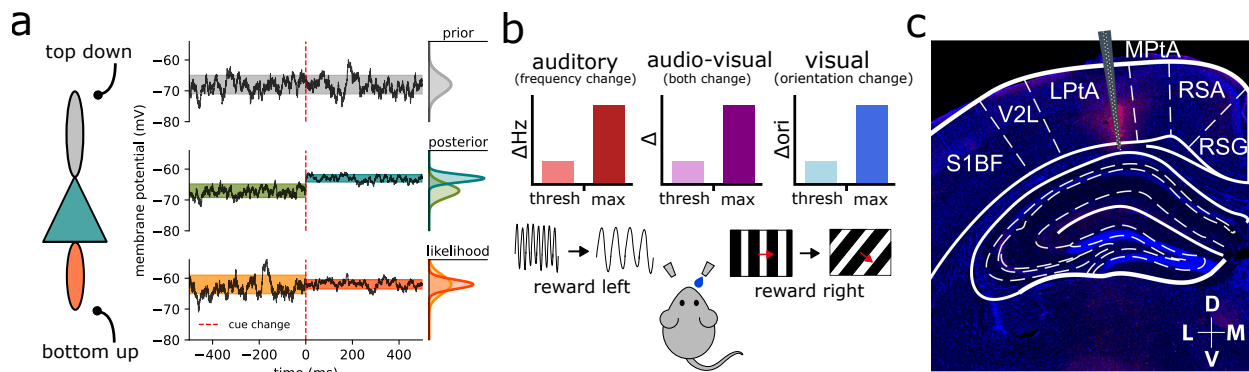 a
top down
bottom up
membrane potential (mV)
prior
−60
−70
−80
posterior
−60
−70
−80
likelihood
−60
−70
−80
cue change
−400 −200 0 200 400
time (ms)
b
auditory
(frequency change)
ΔHz
thresh max
audio-visual
(both change)
Δ
thresh max
visual
(orientation change)
Δori
thresh max
reward left
reward right
c
MPtA
LPtA
RSA
V2L
RSG
S1BF
D
L M
V